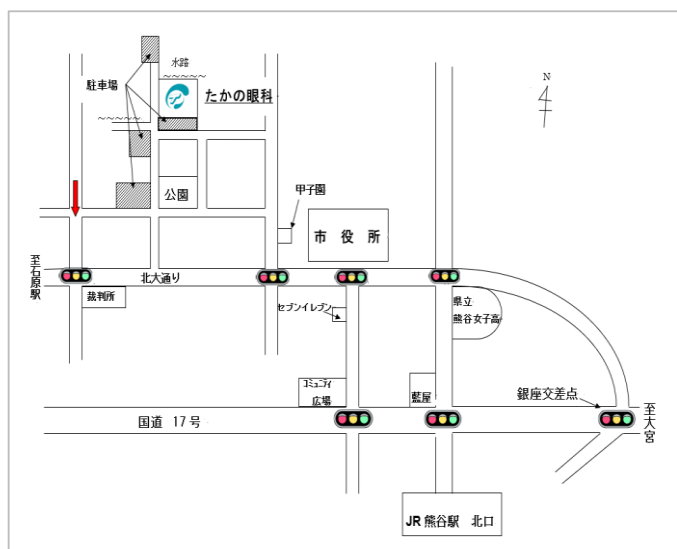 水路
駐車場
たかの眼科
N
公園
甲子園
市役所
至石原駅
北大通り
裁判所
セブンイレブン
県立
熊谷女子高
コミュニティ
広場
藍屋
銀座交差点
至大宮
国道 17号
JR 熊谷駅 北口